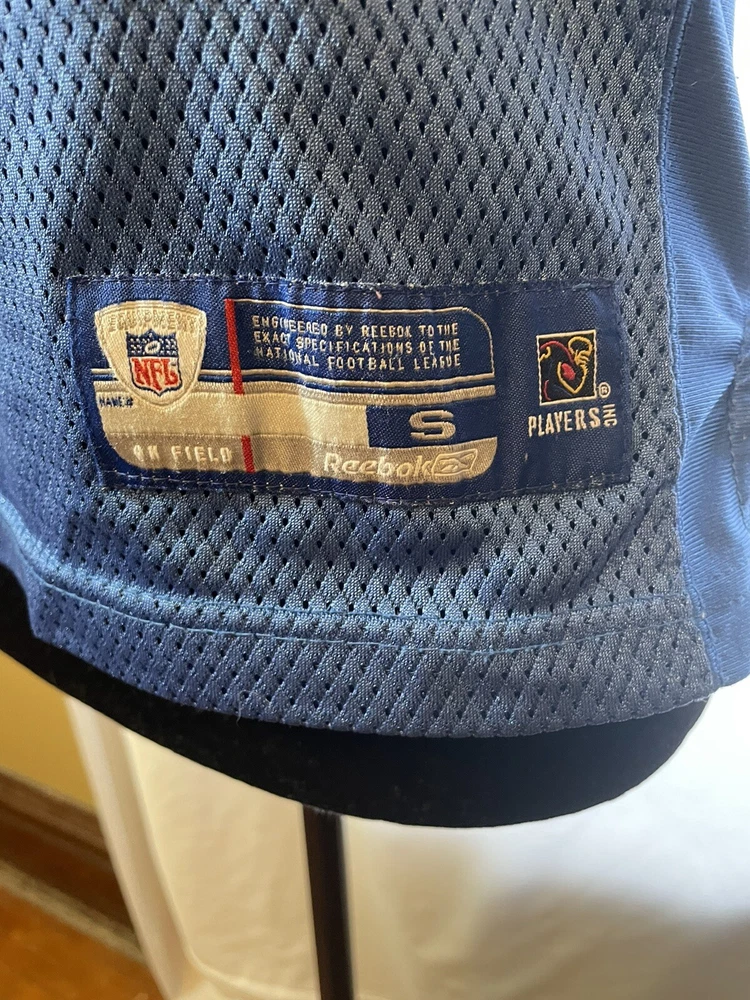 EQUIPMENT
NFL
ENGINEERED BY REEBOK TO THE
EXACT SPECIFICATIONS OF THE
NATIONAL FOOTBALL LEAGUE
NAME#
S
ON FIELD
Reebok
®
PLAYERS
INC